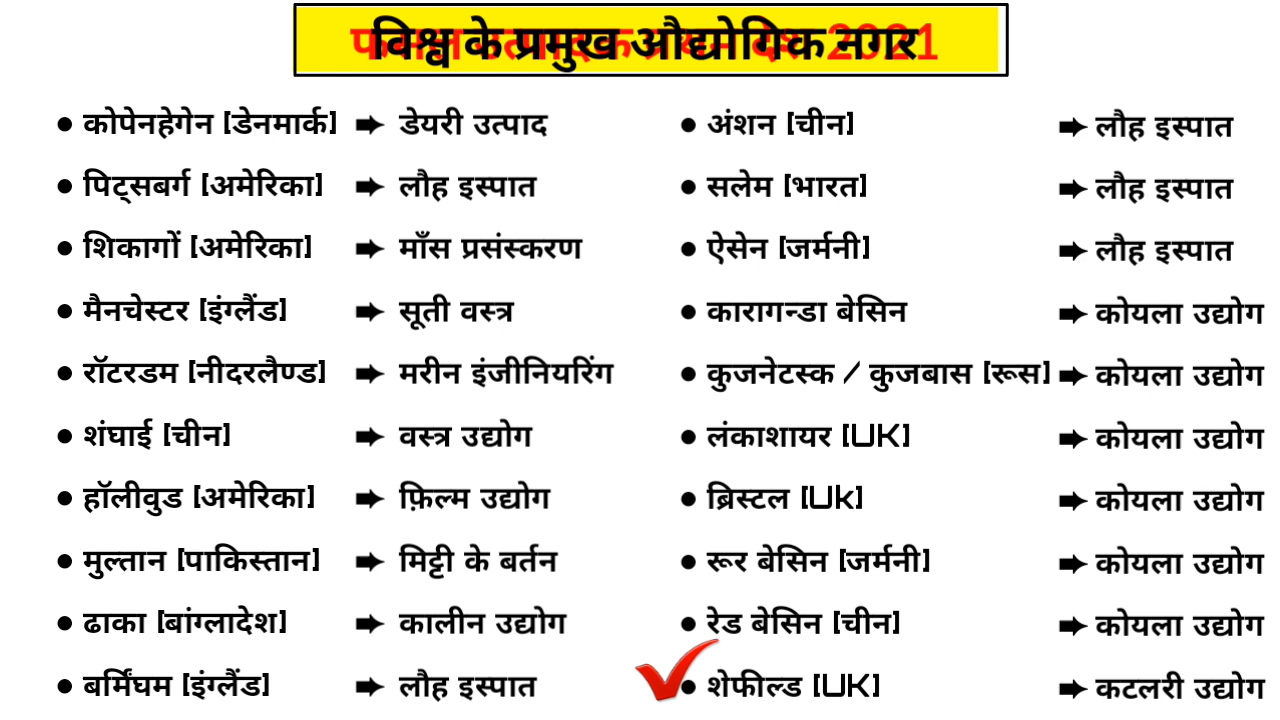 विश्व के प्रमुख औद्योगिक नगर
2021
• कोपेनहेगेन [डेनमार्क] ➨ डेयरी उत्पाद
• पिट्सबर्ग [अमेरिका] ➨ लौह इस्पात
• शिकागों [अमेरिका] ➨ माँस प्रसंस्करण
• मैनचेस्टर [इंग्लैंड] ➨ सूती वस्त्र
• रॉटरडम [नीदरलैण्ड] ➨ मरीन इंजीनियरिंग
• शंघाई [चीन] ➨ वस्त्र उद्योग
• हॉलीवुड [अमेरिका] ➨ फ़िल्म उद्योग
• मुल्तान [पाकिस्तान] ➨ मिट्टी के बर्तन
• ढाका [बांग्लादेश] ➨ कालीन उद्योग
• बर्मिंघम [इंग्लैंड] ➨ लौह इस्पात
• अंशन [चीन] ➨ लौह इस्पात
• सलेम [भारत] ➨ लौह इस्पात
• ऐसेन [जर्मनी] ➨ लौह इस्पात
• कारागन्डा बेसिन ➨ कोयला उद्योग
• कुजनेटस्क / कुजबास [रूस] ➨ कोयला उद्योग
• लंकाशायर [UK] ➨ कोयला उद्योग
• ब्रिस्टल [Uk] ➨ कोयला उद्योग
• रूर बेसिन [जर्मनी] ➨ कोयला उद्योग
• रेड बेसिन [चीन] ➨ कोयला उद्योग
• शेफील्ड [UK] ➨ कटलरी उद्योग